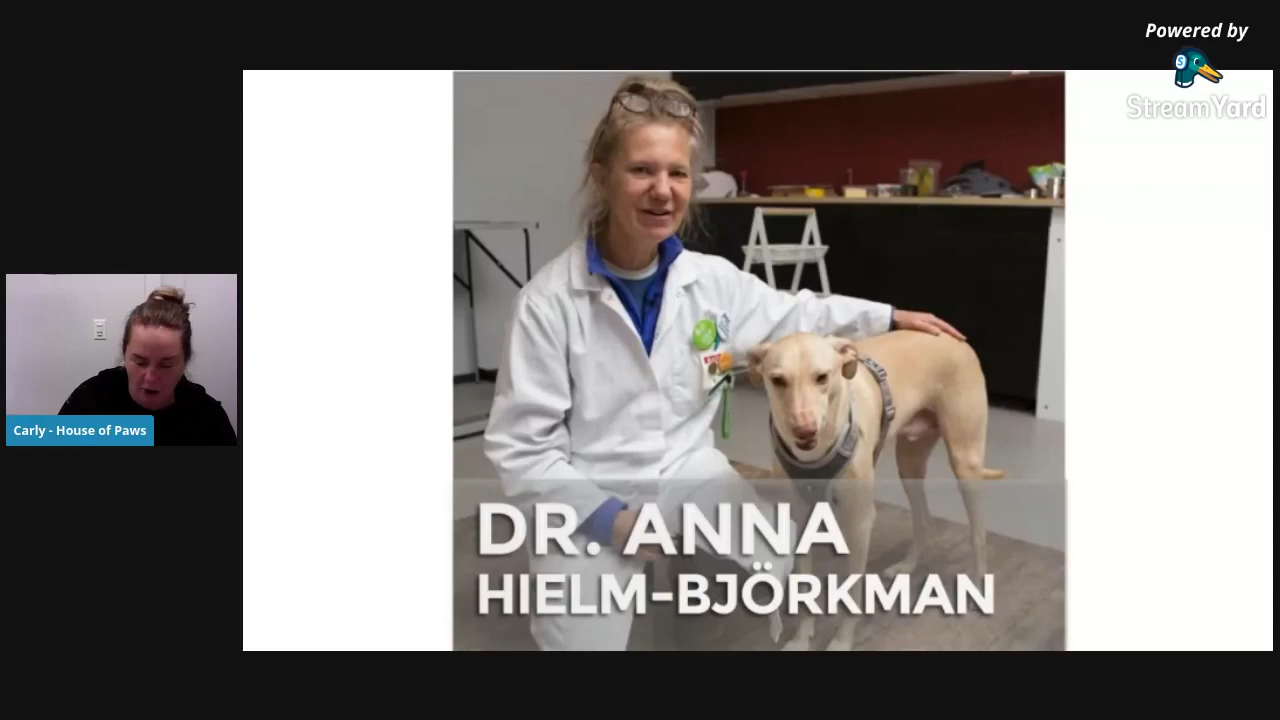 Powered by
StreamYard
DR. ANNA
HIELM-BJÖRKMAN
Carly - House of Paws